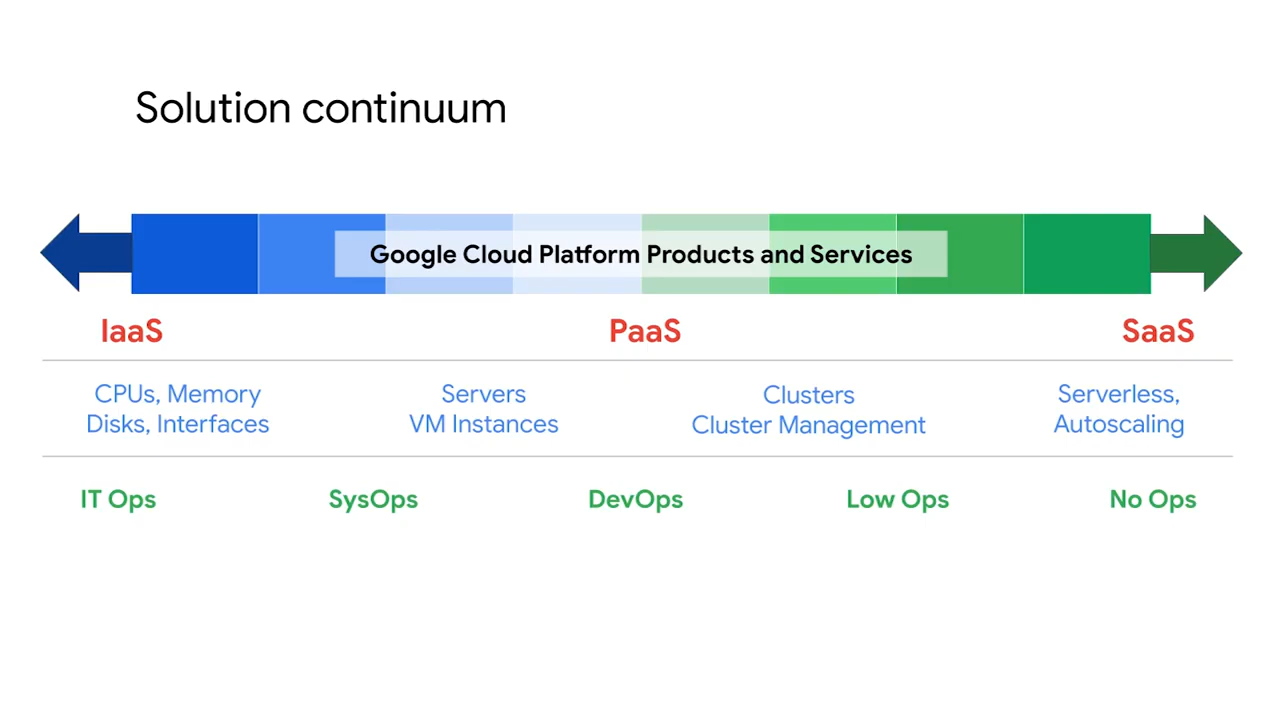 Solution continuum
Google Cloud Platform Products and Services
IaaS PaaS SaaS
CPUs, Memory Servers Clusters Serverless,
Disks, Interfaces VM Instances Cluster Management Autoscaling
IT Ops SysOps DevOps Low Ops No Ops